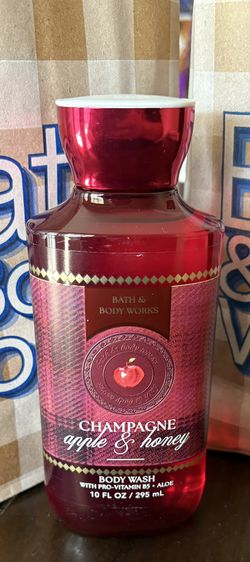 BATH &
BODY WORKS
CHAMPAGNE
apple & honey
BODY WASH
WITH PRO-VITAMIN B5 + ALOE
10 FL OZ / 295 mL